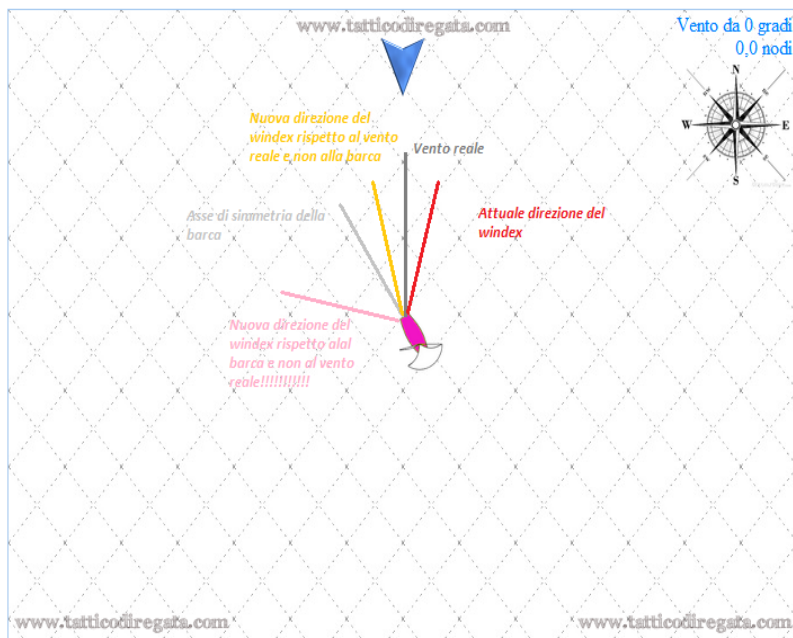 www.tatticodiregata.com
Vento da 0 gradi
0,0 nodi
N
W
E
S
Nuova direzione del
windex rispetto al vento
reale e non alla barca
Vento reale
Asse di simmetria della
barca
Attuale direzione del
windex
Nuova direzione del
windex rispetto alal
barca e non al vento
reale!!!!!!!!!!!
www.tatticodiregata.com
www.tatticodiregata.com